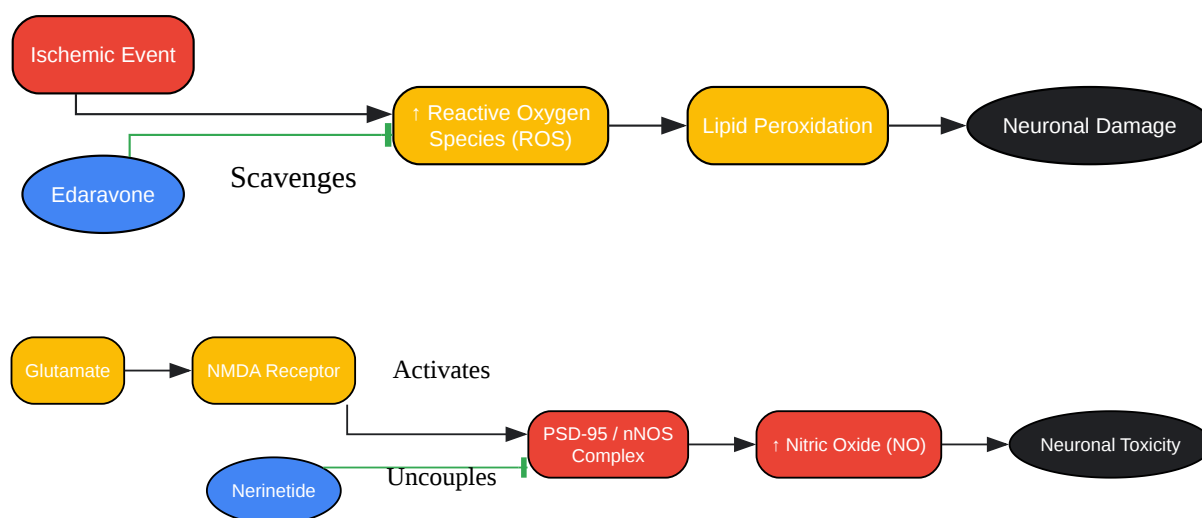 Ischemic Event
↑ Reactive Oxygen
Species (ROS)
Lipid Peroxidation
Neuronal Damage
Scavenges
Edaravone
Glutamate
NMDA Receptor
Activates
PSD-95 / nNOS
Complex
↑ Nitric Oxide (NO)
Neuronal Toxicity
Uncouples
Nerinetide